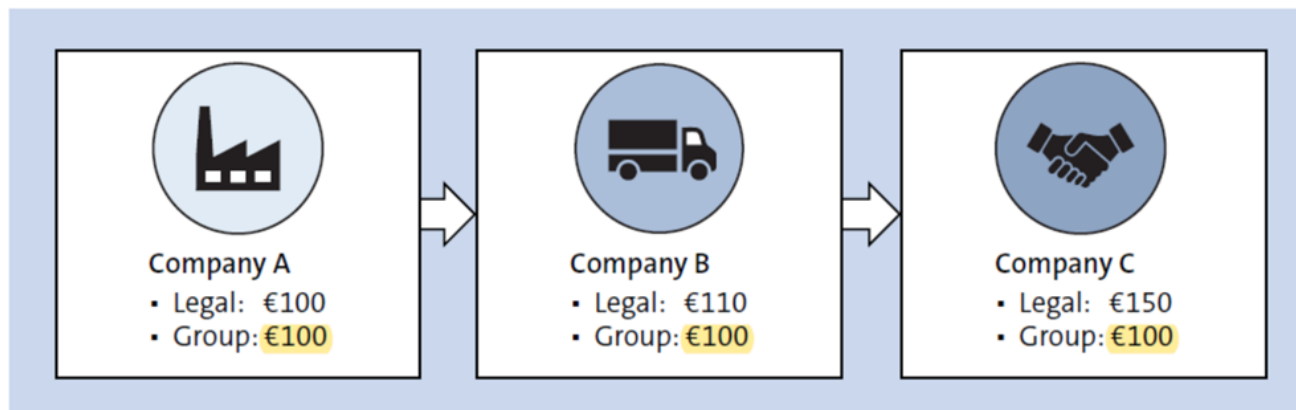 Company A
▪ Legal: €100
▪ Group: €100
Company B
▪ Legal: €110
▪ Group: €100
Company C
▪ Legal: €150
▪ Group: €100